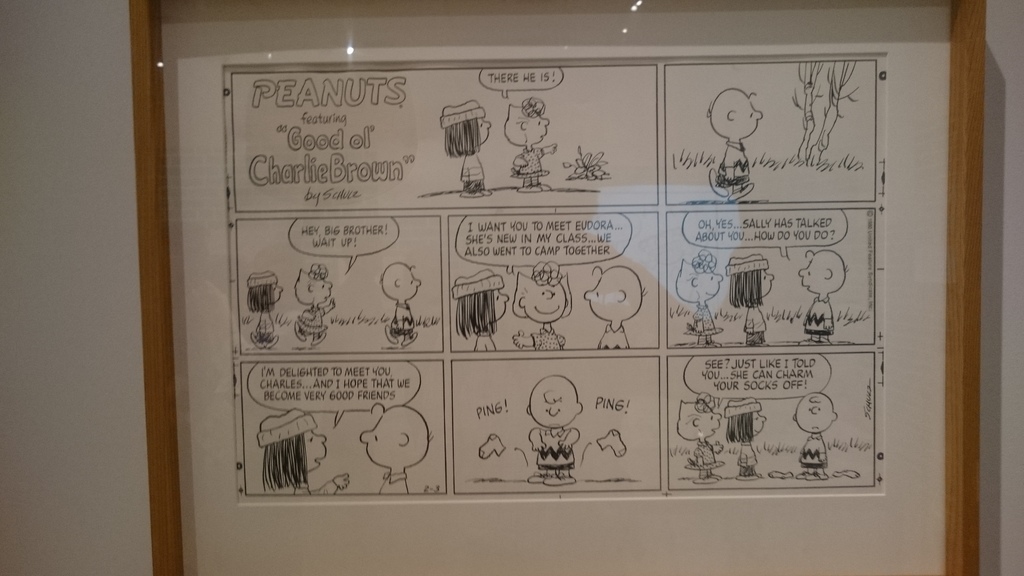 PEANUTS
featuring
"Good ol'
CharlieBrown"
by SCHULZ
THERE HE IS!
HEY, BIG BROTHER!
WAIT UP!
I WANT YOU TO MEET EUDORA...
SHE'S NEW IN MY CLASS...WE
ALSO WENT TO CAMP TOGETHER
OH, YES...SALLY HAS TALKED
ABOUT YOU...HOW DO YOU DO?
I'M DELIGHTED TO MEET YOU,
CHARLES...AND I HOPE THAT WE
BECOME VERY GOOD FRIENDS
2-3
PING!
PING!
SEE? JUST LIKE I TOLD
YOU...SHE CAN CHARM
YOUR SOCKS OFF!
SCHULZ